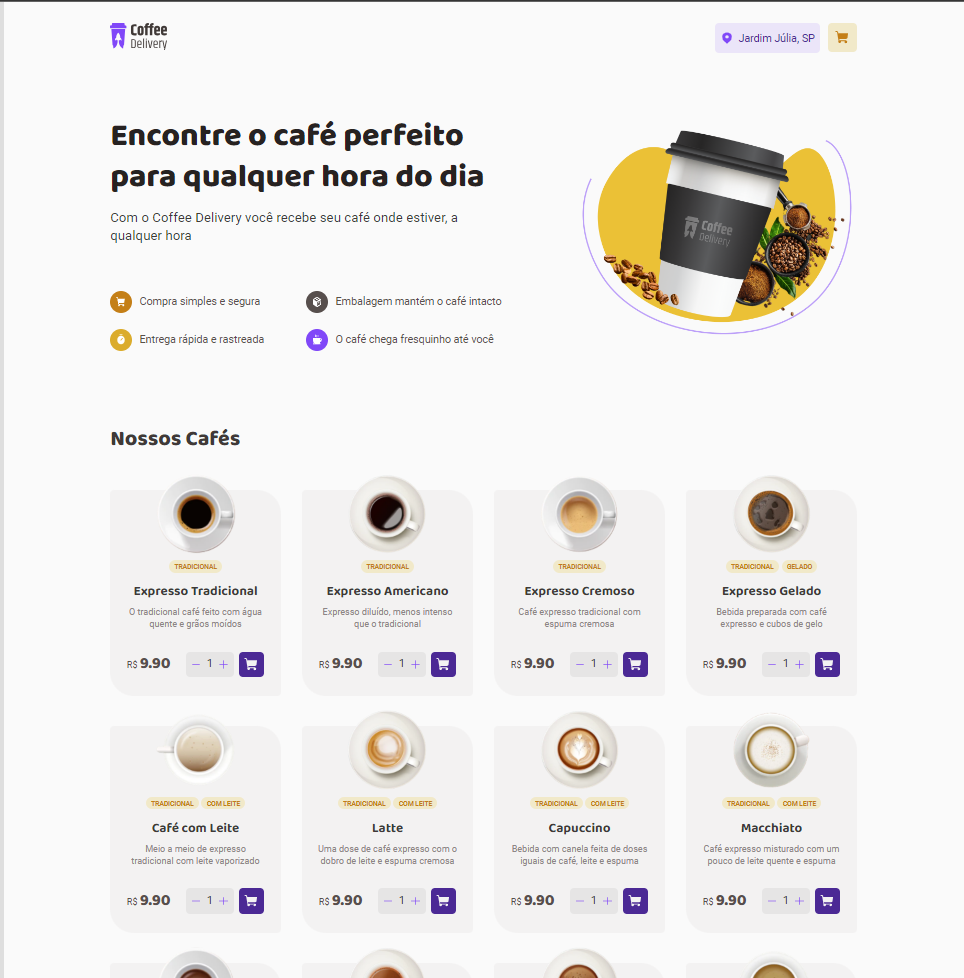 Coffee
Delivery
Jardim Júlia, SP
Encontre o café perfeito
para qualquer hora do dia
Com o Coffee Delivery você recebe seu café onde estiver, a
qualquer hora
Coffee
Delivery
Compra simples e segura
Embalagem mantém o café intacto
Entrega rápida e rastreada
O café chega fresquinho até você
Nossos Cafés
TRADICIONAL
Expresso Tradicional
O tradicional café feito com água
quente e grãos moídos
R$ 9.90
− 1 +
TRADICIONAL
Expresso Americano
Expresso diluído, menos intenso
que o tradicional
R$ 9.90
− 1 +
TRADICIONAL
Expresso Cremoso
Café expresso tradicional com
espuma cremosa
R$ 9.90
− 1 +
TRADICIONAL GELADO
Expresso Gelado
Bebida preparada com café
expresso e cubos de gelo
R$ 9.90
− 1 +
TRADICIONAL COM LEITE
Café com Leite
Meio a meio de expresso
tradicional com leite vaporizado
R$ 9.90
− 1 +
TRADICIONAL COM LEITE
Latte
Uma dose de café expresso com o
dobro de leite e espuma cremosa
R$ 9.90
− 1 +
TRADICIONAL COM LEITE
Capuccino
Bebida com canela feita de doses
iguais de café, leite e espuma
R$ 9.90
− 1 +
TRADICIONAL COM LEITE
Macchiato
Café expresso misturado com um
pouco de leite quente e espuma
R$ 9.90
− 1 +